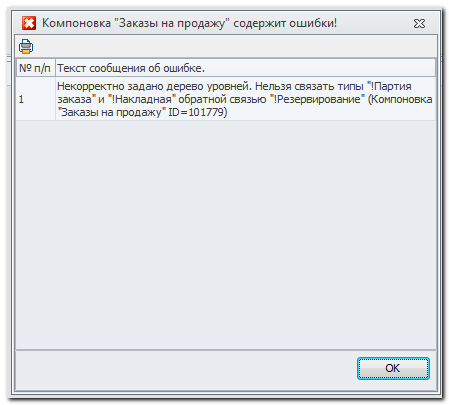 Компоновка "Заказы на продажу" содержит ошибки!
№ п/п Текст сообщения об ошибке.
Некорректно задано дерево уровней. Нельзя связать типы "!Партия
1 заказа" и "!Накладная" обратной связью "!Резервирование" (Компоновка
"Заказы на продажу" ID=101779)
OK